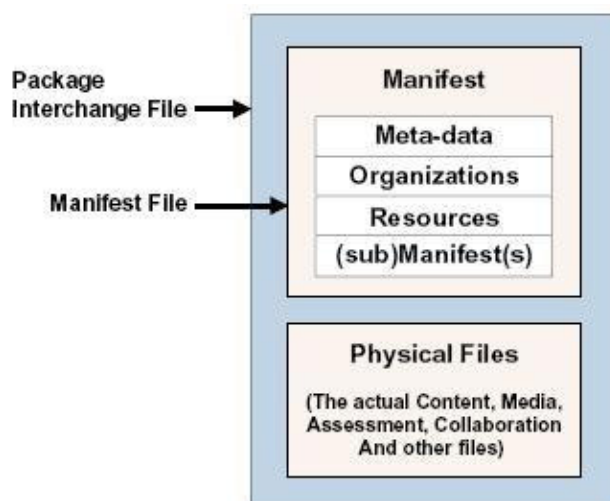 Package
Interchange File
Manifest File
Manifest
Meta-data
Organizations
Resources
(sub)Manifest(s)
Physical Files
(The actual Content, Media,
Assessment, Collaboration
And other files)